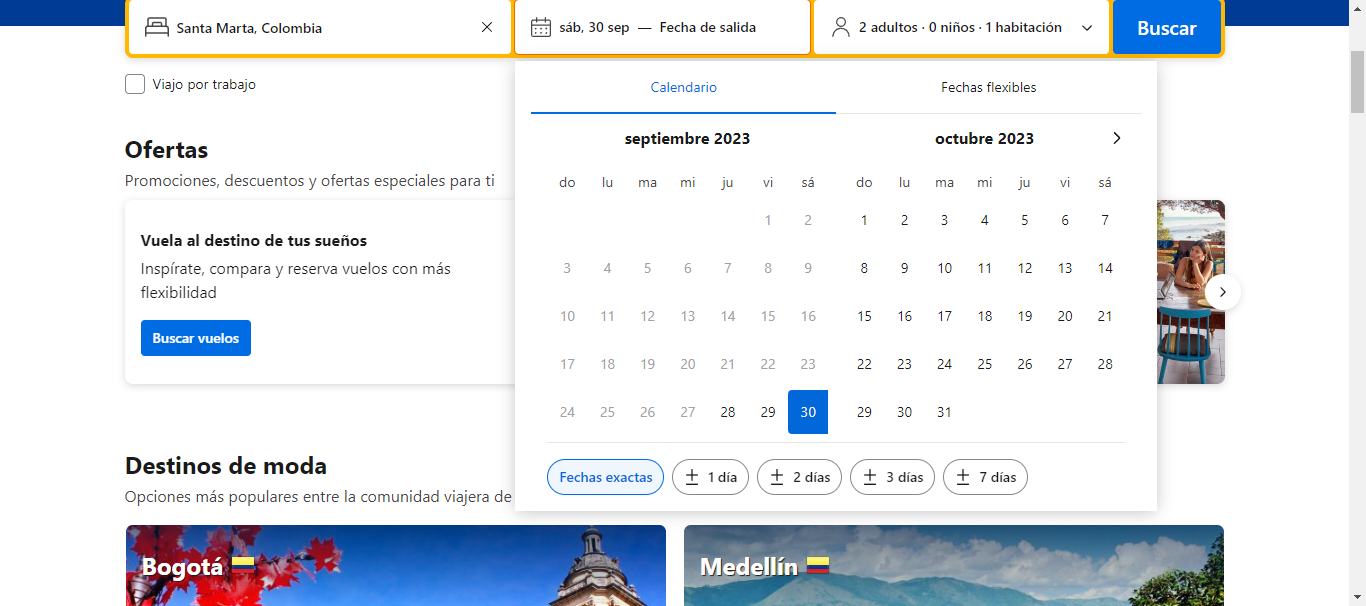 Santa Marta, Colombia
sáb, 30 sep — Fecha de salida
2 adultos · 0 niños · 1 habitación
Buscar
Viajo por trabajo
Calendario
Fechas flexibles
septiembre 2023
do lu ma mi ju vi sá
1 2
3 4 5 6 7 8 9
10 11 12 13 14 15 16
17 18 19 20 21 22 23
24 25 26 27 28 29 30
octubre 2023
do lu ma mi ju vi sá
1 2 3 4 5 6 7
8 9 10 11 12 13 14
15 16 17 18 19 20 21
22 23 24 25 26 27 28
29 30 31
Fechas exactas
± 1 día
± 2 días
± 3 días
± 7 días
Ofertas
Promociones, descuentos y ofertas especiales para ti
Vuela al destino de tus sueños
Inspírate, compara y reserva vuelos con más
flexibilidad
Buscar vuelos
Destinos de moda
Opciones más populares entre la comunidad viajera de
Bogotá
Medellín